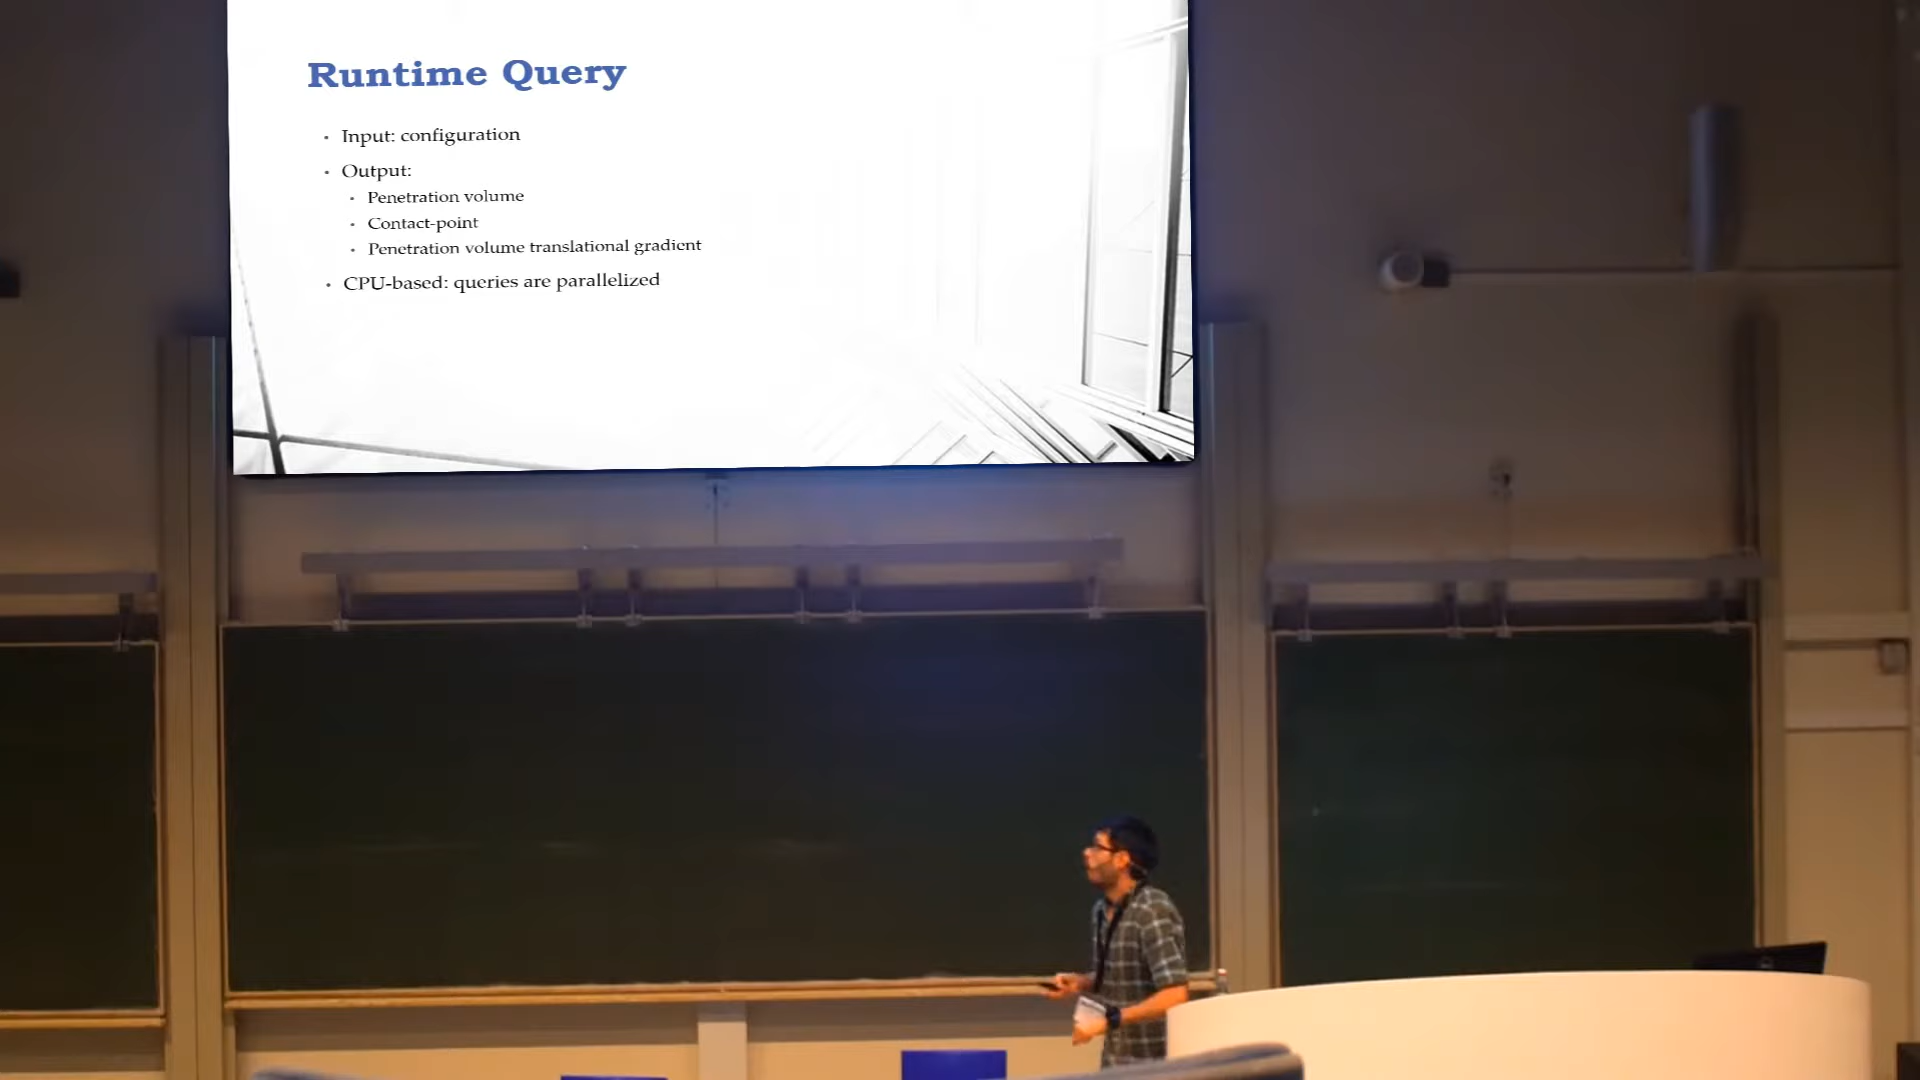 Runtime Query
• Input: configuration
• Output:
• Penetration volume
• Contact-point
• Penetration volume translational gradient
• CPU-based: queries are parallelized